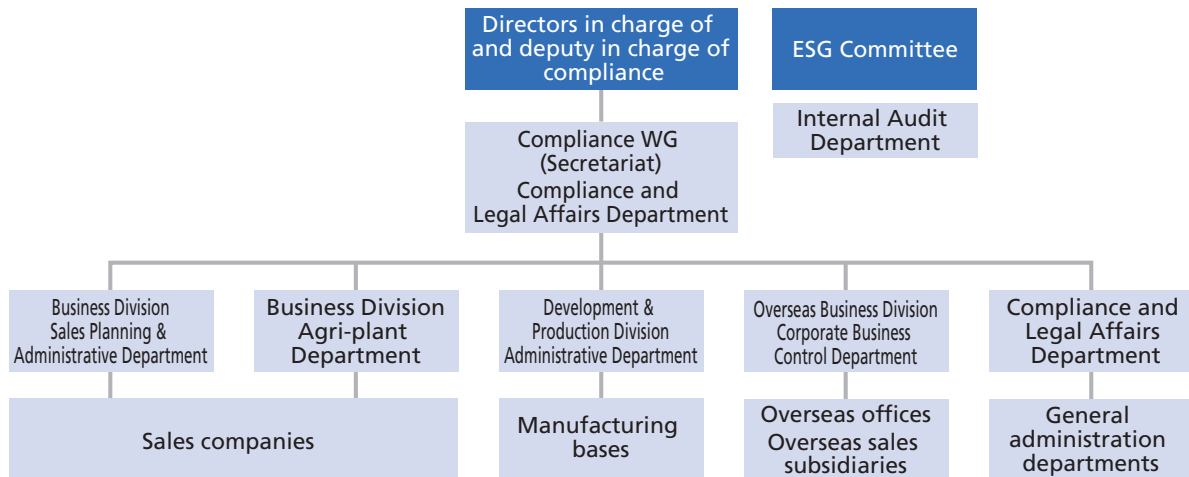 Directors in charge of
and deputy in charge of
compliance
ESG Committee
Internal Audit
Department
Compliance WG
(Secretariat)
Compliance and
Legal Affairs Department
Business Division
Sales Planning &
Administrative Department
Business Division
Agri-plant
Department
Development &
Production Division
Administrative Department
Overseas Business Division
Corporate Business
Control Department
Compliance and
Legal Affairs
Department
Sales companies
Manufacturing
bases
Overseas offices
Overseas sales
subsidiaries
General
administration
departments